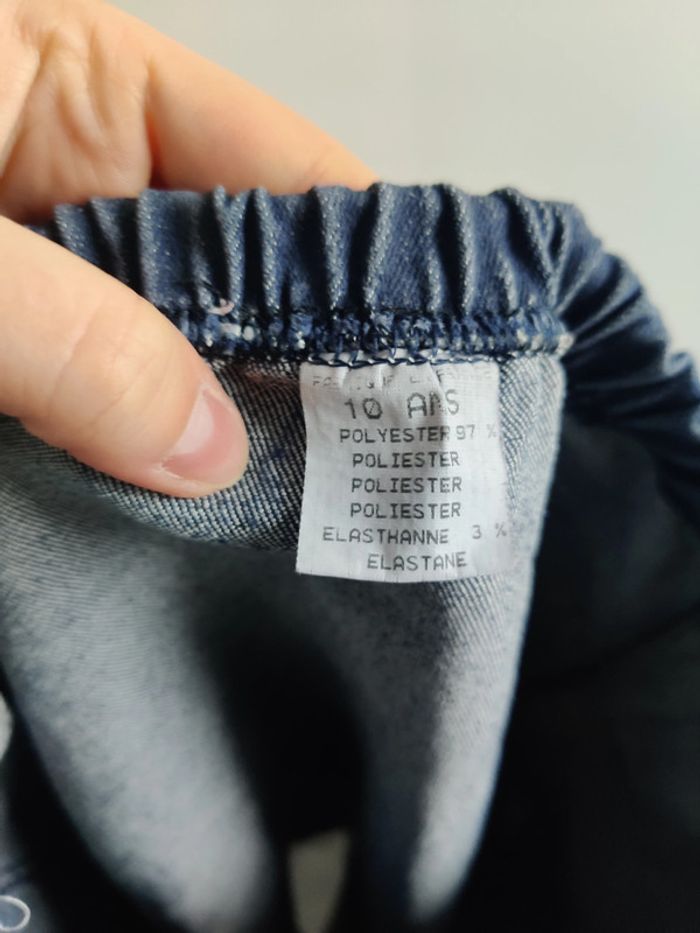 10 ANS
POLYESTER 97 %
POLIESTER
POLIESTER
POLIESTER
ELASTHANNE 3 %
ELASTANE